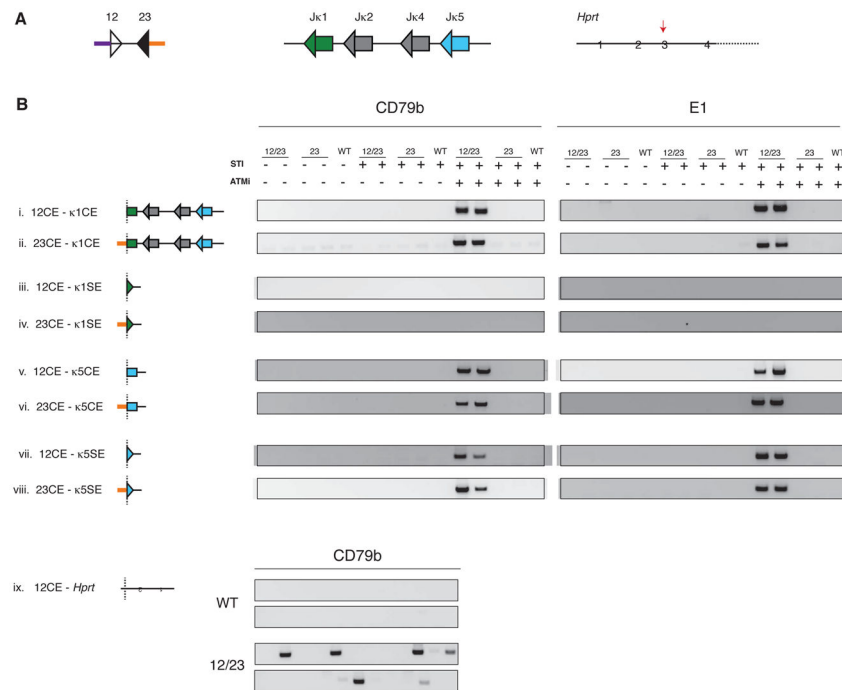 A
12 23
Jκ1 Jκ2 Jκ4 Jκ5
Hprt
1 2 3 4
B
CD79b E1
12/23 23 WT 12/23 23 WT 12/23 23 WT 12/23 23 WT 12/23 23 WT 12/23 23 WT
STI - - - - - + + + + + + + + + + - - - - - + + + + + + + + + +
ATMi - - - - - - - - - - + + + + + - - - - - - - - - - + + + + +
i. 12CE - κ1CE
ii. 23CE - κ1CE
iii. 12CE - κ1SE
iv. 23CE - κ1SE
v. 12CE - κ5CE
vi. 23CE - κ5CE
vii. 12CE - κ5SE
viii. 23CE - κ5SE
CD79b
ix. 12CE - Hprt
WT
12/23